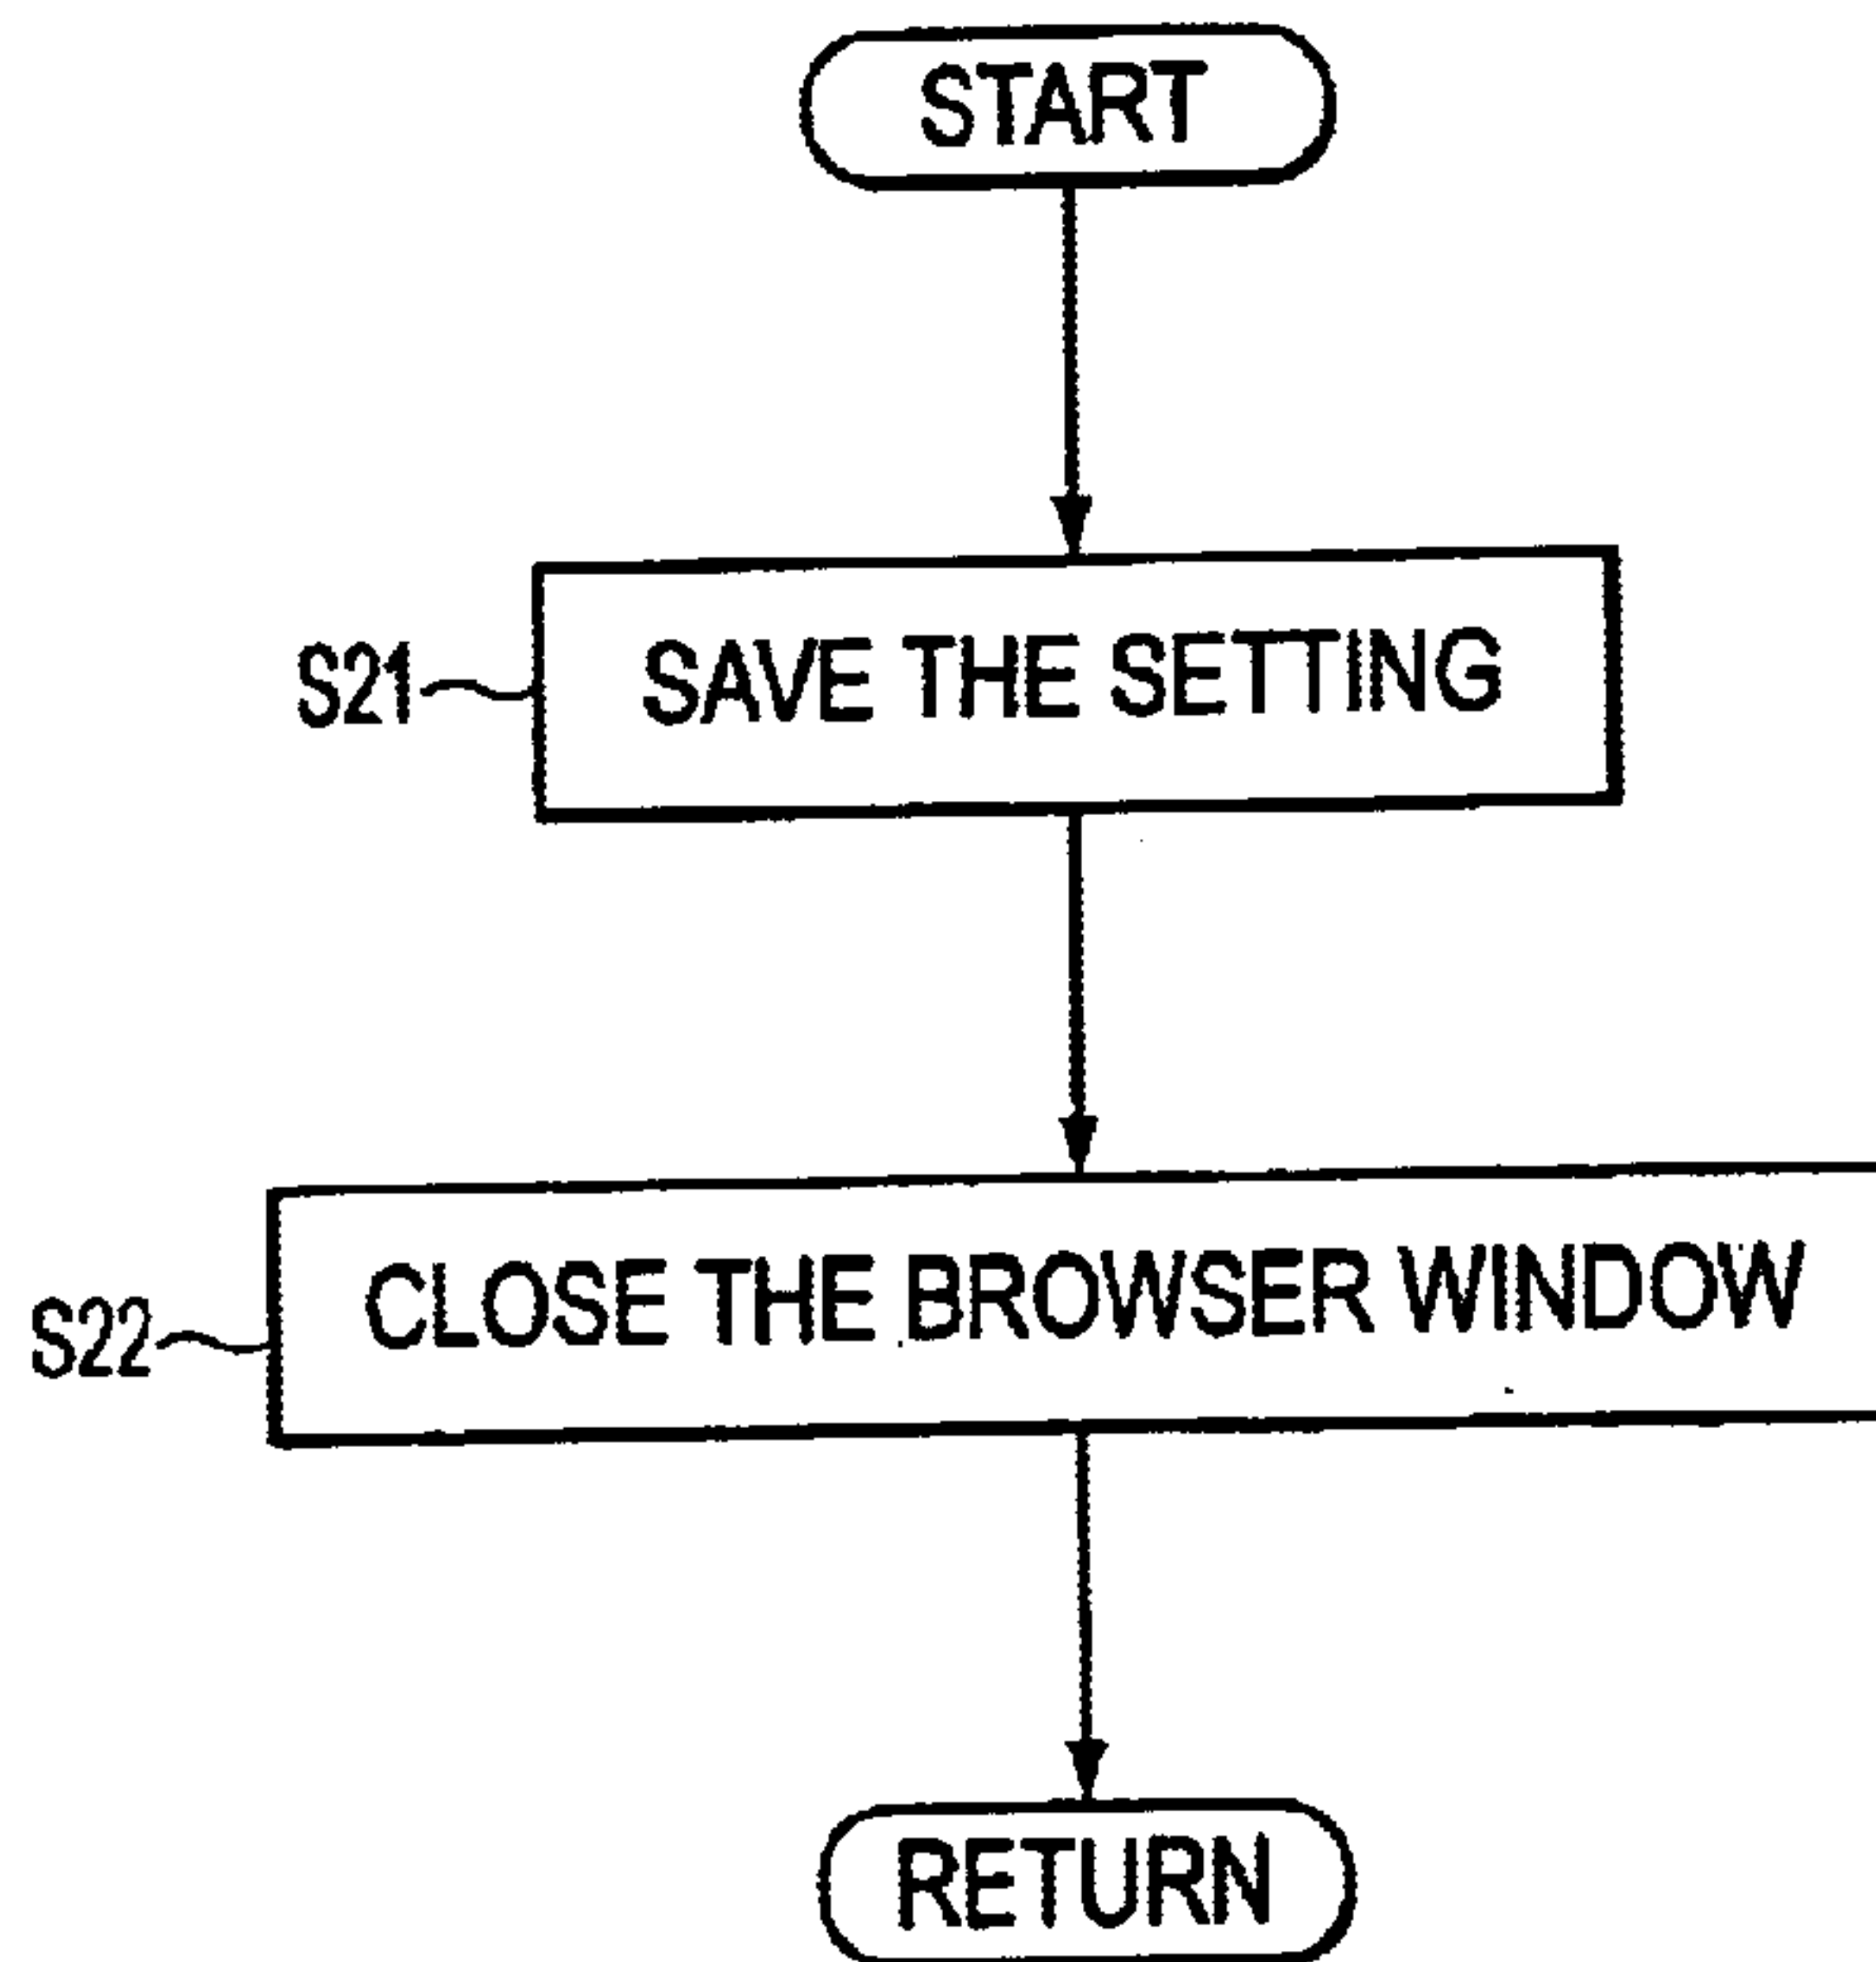 START
S21
SAVE THE SETTING
S22
CLOSE THE BROWSER WINDOW
RETURN